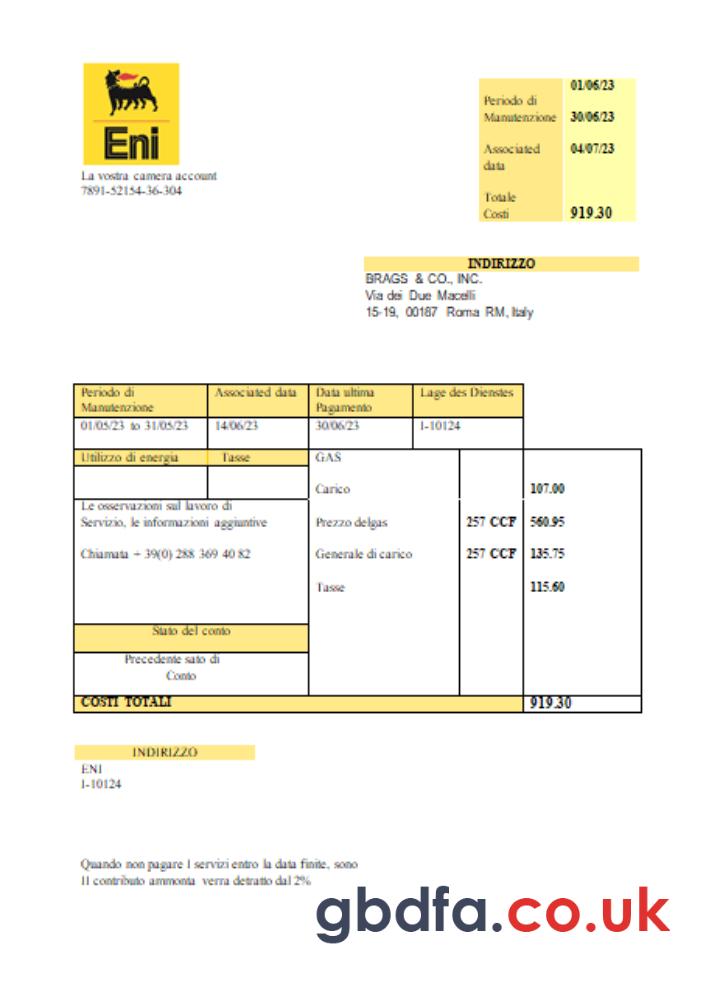 Eni
La vostra camera account
7891-52154-36-304
01/06/23
Periodo di
Manutenzione 30/06/23
Associated 04/07/23
data
Totale
Costi 919.30
INDIRIZZO
BRAGS & CO., INC.
Via dei Due Macelli
15-19, 00187 Roma RM, Italy
Periodo di Associated data Data ultima Lage des Dienstes
Manutenzione Pagamento
01/05/23 to 31/05/23 14/06/23 30/06/23 I-10124
Utilizzo di energia Tasse GAS
Carico 107.00
Le osservazioni sul lavoro di
Servizio, le informazioni aggiuntive Prezzo delgas 257 CCF 560.95
Chiamata + 39(0) 288 369 40 82 Generale di carico 257 CCF 135.75
Tasse 115.60
Stato del conto
Precedente sato di
Conto
COSTI TOTALI 919.30
INDIRIZZO
ENI
I-10124
Quando non pagare I servizi entro la data finite, sono
Il contributo ammonta verra detratto dal 2%
gbdfa.co.uk